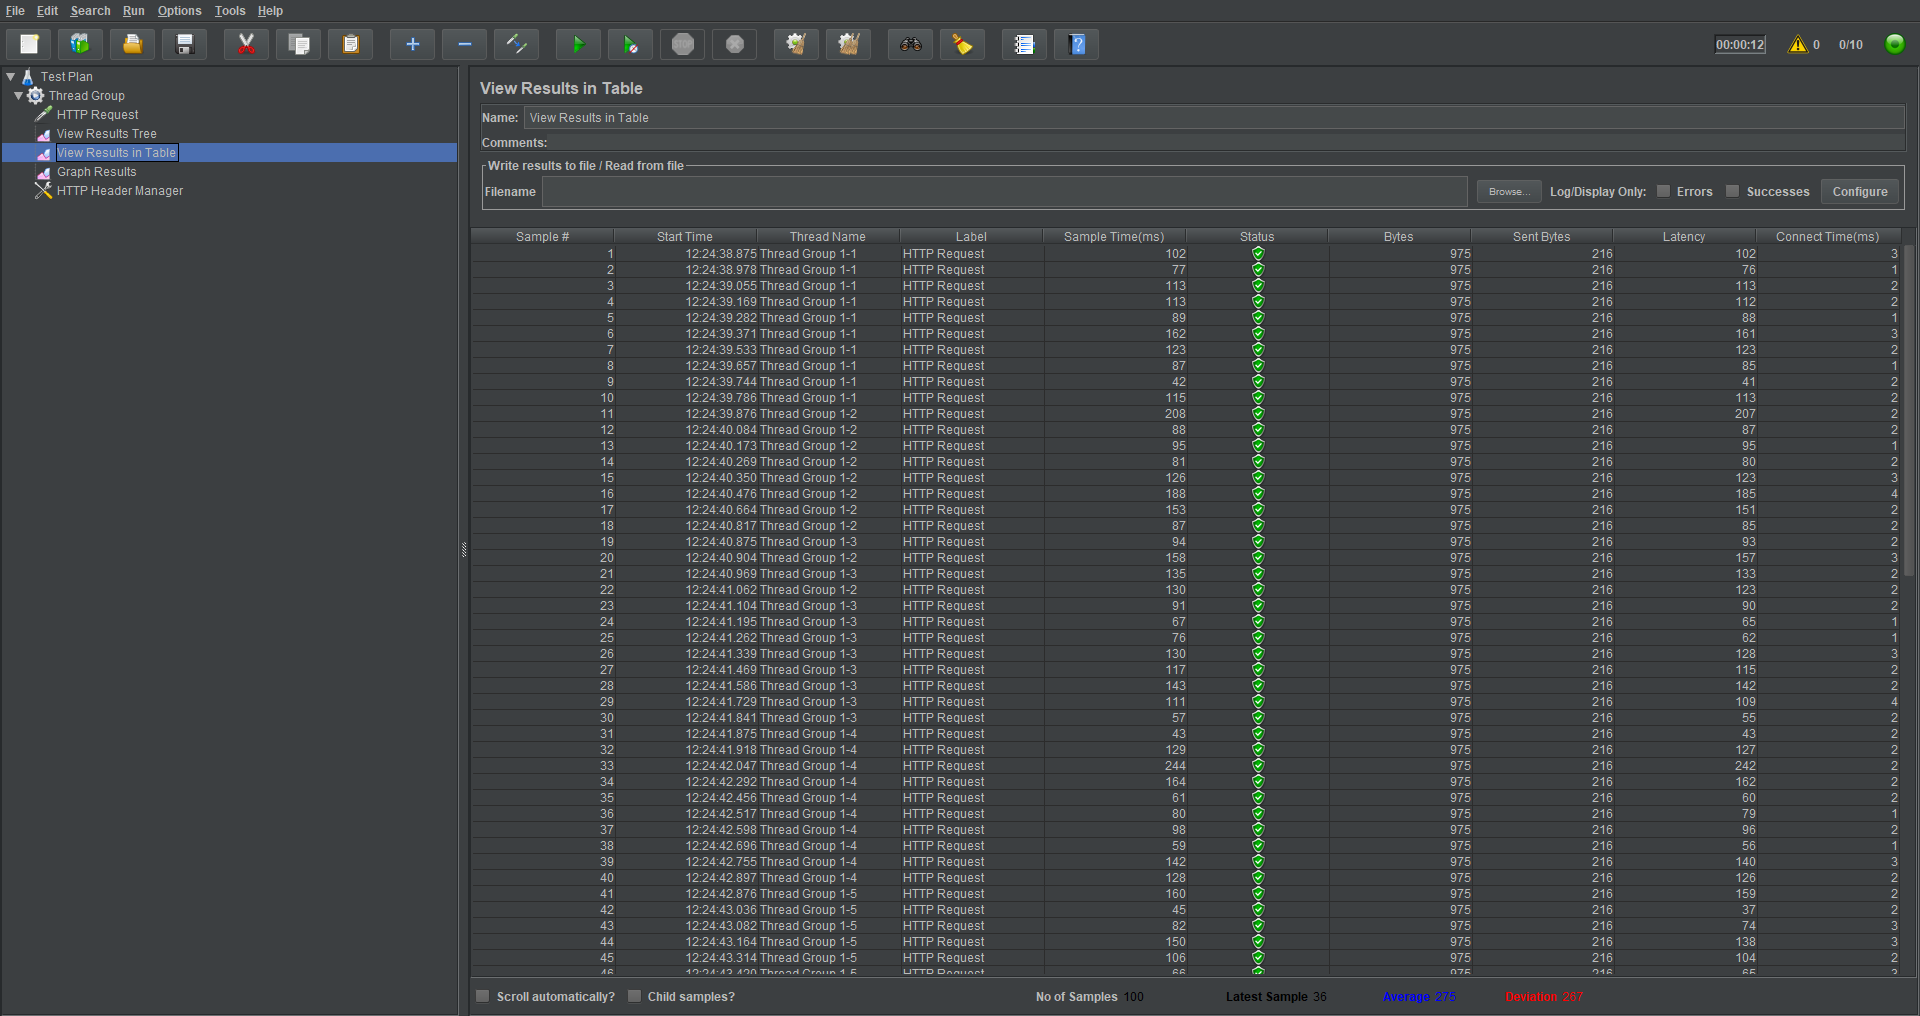 File Edit Search Run Options Tools Help
STOP 00:00:12 0 0/10
Test Plan
Thread Group
HTTP Request
View Results Tree
View Results in Table
Graph Results
HTTP Header Manager
View Results in Table
Name: View Results in Table
Comments:
Write results to file / Read from file
Filename Browse... Log/Display Only: Errors Successes Configure
Sample # Start Time Thread Name Label Sample Time(ms) Status Bytes Sent Bytes Latency Connect Time(ms)
1 12:24:38.875 Thread Group 1-1 HTTP Request 102 975 216 102 3
2 12:24:38.978 Thread Group 1-1 HTTP Request 77 975 216 76 1
3 12:24:39.055 Thread Group 1-1 HTTP Request 113 975 216 113 2
4 12:24:39.169 Thread Group 1-1 HTTP Request 113 975 216 112 2
5 12:24:39.282 Thread Group 1-1 HTTP Request 89 975 216 88 1
6 12:24:39.371 Thread Group 1-1 HTTP Request 162 975 216 161 3
7 12:24:39.533 Thread Group 1-1 HTTP Request 123 975 216 123 2
8 12:24:39.657 Thread Group 1-1 HTTP Request 87 975 216 85 1
9 12:24:39.744 Thread Group 1-1 HTTP Request 42 975 216 41 2
10 12:24:39.786 Thread Group 1-1 HTTP Request 115 975 216 113 2
11 12:24:39.876 Thread Group 1-2 HTTP Request 208 975 216 207 2
12 12:24:40.084 Thread Group 1-2 HTTP Request 88 975 216 87 2
13 12:24:40.173 Thread Group 1-2 HTTP Request 95 975 216 95 1
14 12:24:40.269 Thread Group 1-2 HTTP Request 81 975 216 80 2
15 12:24:40.350 Thread Group 1-2 HTTP Request 126 975 216 123 3
16 12:24:40.476 Thread Group 1-2 HTTP Request 188 975 216 185 4
17 12:24:40.664 Thread Group 1-2 HTTP Request 153 975 216 151 2
18 12:24:40.817 Thread Group 1-2 HTTP Request 87 975 216 85 2
19 12:24:40.875 Thread Group 1-3 HTTP Request 94 975 216 93 2
20 12:24:40.904 Thread Group 1-2 HTTP Request 158 975 216 157 3
21 12:24:40.969 Thread Group 1-3 HTTP Request 135 975 216 133 2
22 12:24:41.062 Thread Group 1-2 HTTP Request 130 975 216 123 2
23 12:24:41.104 Thread Group 1-3 HTTP Request 91 975 216 90 2
24 12:24:41.195 Thread Group 1-3 HTTP Request 67 975 216 65 1
25 12:24:41.262 Thread Group 1-3 HTTP Request 76 975 216 62 1
26 12:24:41.339 Thread Group 1-3 HTTP Request 130 975 216 128 3
27 12:24:41.469 Thread Group 1-3 HTTP Request 117 975 216 115 2
28 12:24:41.586 Thread Group 1-3 HTTP Request 143 975 216 142 2
29 12:24:41.729 Thread Group 1-3 HTTP Request 111 975 216 109 4
30 12:24:41.841 Thread Group 1-3 HTTP Request 57 975 216 55 2
31 12:24:41.875 Thread Group 1-4 HTTP Request 43 975 216 43 2
32 12:24:41.918 Thread Group 1-4 HTTP Request 129 975 216 127 2
33 12:24:42.047 Thread Group 1-4 HTTP Request 244 975 216 242 2
34 12:24:42.292 Thread Group 1-4 HTTP Request 164 975 216 162 2
35 12:24:42.456 Thread Group 1-4 HTTP Request 61 975 216 60 2
36 12:24:42.517 Thread Group 1-4 HTTP Request 80 975 216 79 1
37 12:24:42.598 Thread Group 1-4 HTTP Request 98 975 216 96 2
38 12:24:42.696 Thread Group 1-4 HTTP Request 59 975 216 56 1
39 12:24:42.755 Thread Group 1-4 HTTP Request 142 975 216 140 3
40 12:24:42.897 Thread Group 1-4 HTTP Request 128 975 216 126 2
41 12:24:42.876 Thread Group 1-5 HTTP Request 160 975 216 159 2
42 12:24:43.036 Thread Group 1-5 HTTP Request 45 975 216 37 2
43 12:24:43.082 Thread Group 1-5 HTTP Request 82 975 216 74 3
44 12:24:43.164 Thread Group 1-5 HTTP Request 150 975 216 138 3
45 12:24:43.314 Thread Group 1-5 HTTP Request 106 975 216 104 2
46 12:24:43.420 Thread Group 1-5 HTTP Request 66 975 216 65
Scroll automatically? Child samples? No of Samples 100 Latest Sample 36 Average 275 Deviation 267